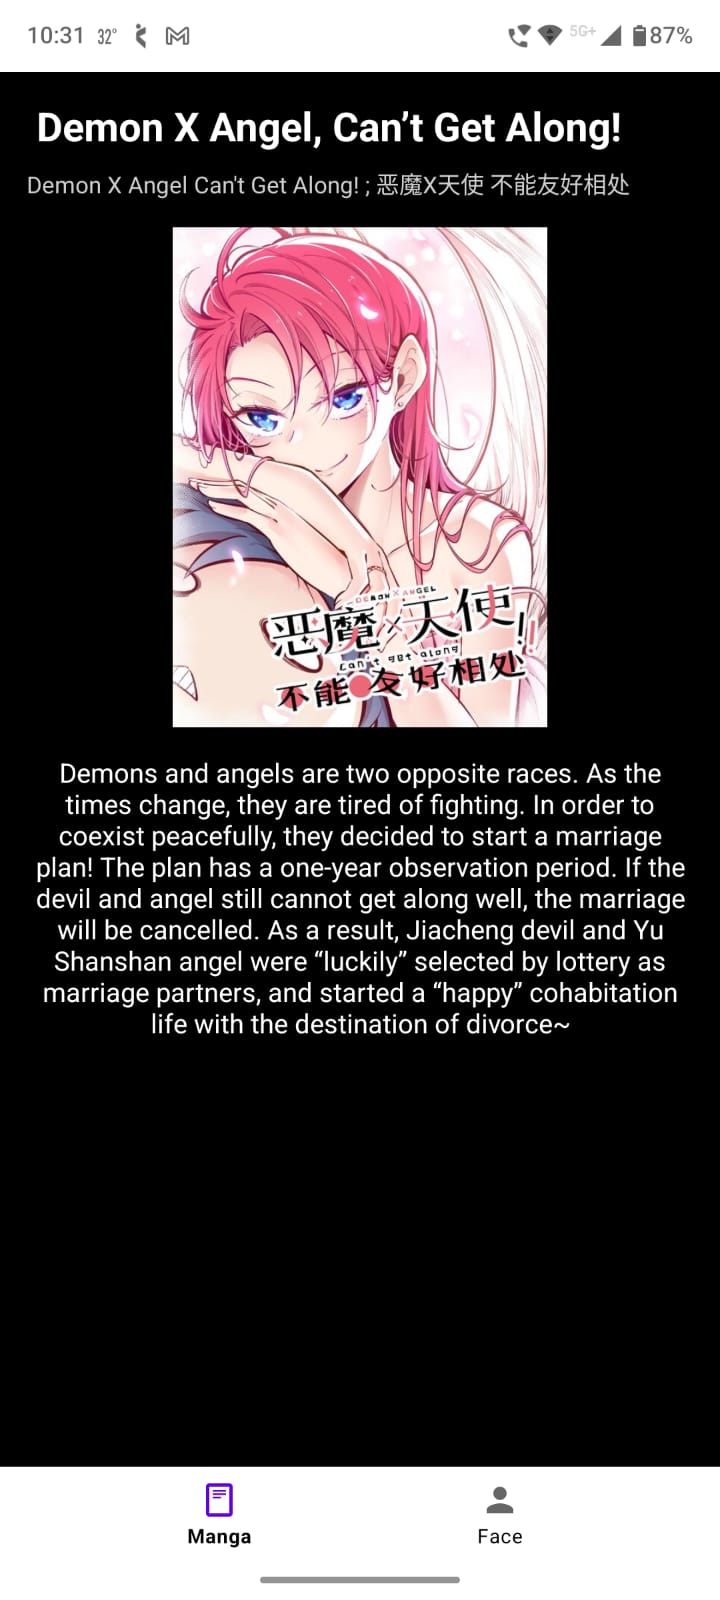 10:31 32° 5G+ 87%
Demon X Angel, Can’t Get Along!
Demon X Angel Can't Get Along! ; 恶魔X天使 不能友好相处
DEMON X ANGEL
恶魔×天使!!
can't get along
不能友好相处
Demons and angels are two opposite races. As the
times change, they are tired of fighting. In order to
coexist peacefully, they decided to start a marriage
plan! The plan has a one-year observation period. If the
devil and angel still cannot get along well, the marriage
will be cancelled. As a result, Jiacheng devil and Yu
Shanshan angel were “luckily” selected by lottery as
marriage partners, and started a “happy” cohabitation
life with the destination of divorce~
Manga Face